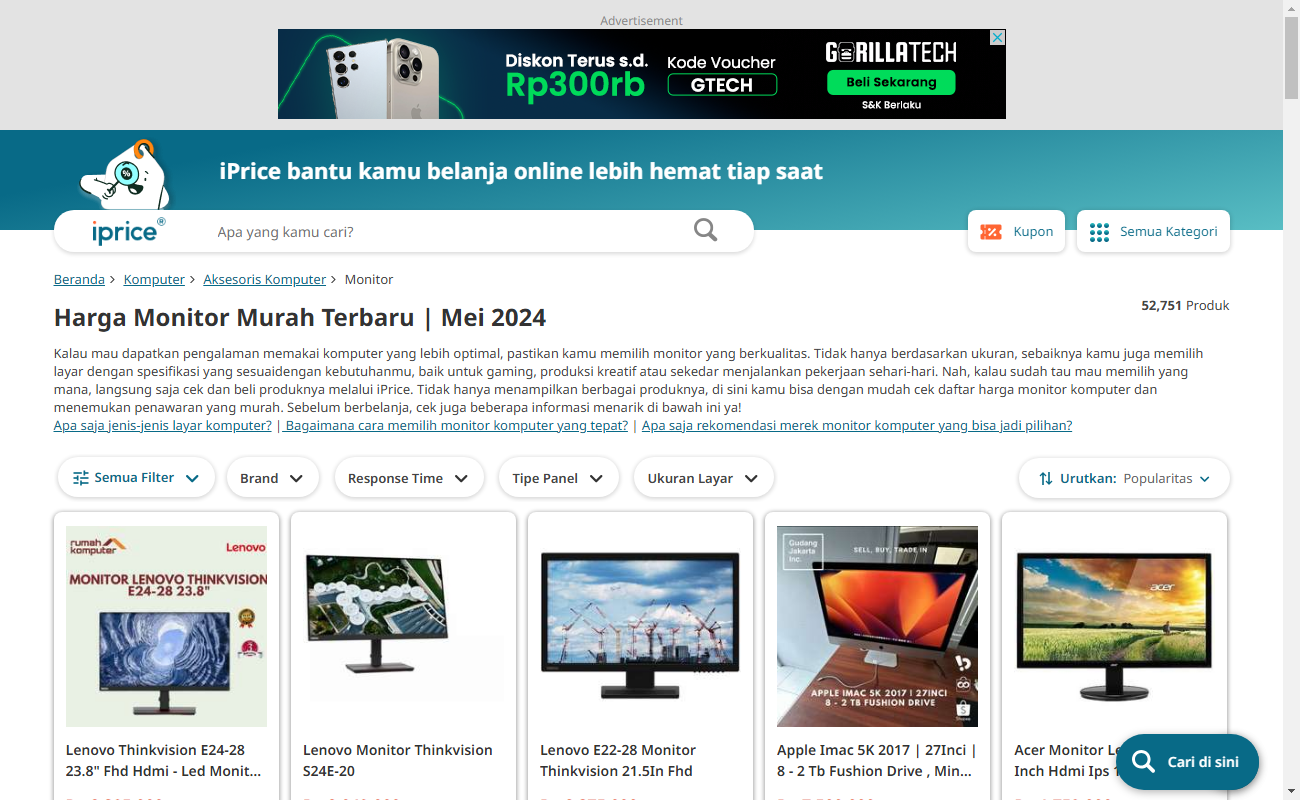 Advertisement
Diskon Terus s.d.
Rp300rb
Kode Voucher
GTECH
GORILLATECH
Beli Sekarang
S&K Berlaku
iPrice bantu kamu belanja online lebih hemat tiap saat
iprice®
Apa yang kamu cari?
Kupon
Semua Kategori
Beranda > Komputer > Aksesoris Komputer > Monitor
Harga Monitor Murah Terbaru | Mei 2024
52,751 Produk
Kalau mau dapatkan pengalaman memakai komputer yang lebih optimal, pastikan kamu memilih monitor yang berkualitas. Tidak hanya berdasarkan ukuran, sebaiknya kamu juga memilih
layar dengan spesifikasi yang sesuaidengan kebutuhanmu, baik untuk gaming, produksi kreatif atau sekedar menjalankan pekerjaan sehari-hari. Nah, kalau sudah tau mau memilih yang
mana, langsung saja cek dan beli produknya melalui iPrice. Tidak hanya menampilkan berbagai produknya, di sini kamu bisa dengan mudah cek daftar harga monitor komputer dan
menemukan penawaran yang murah. Sebelum berbelanja, cek juga beberapa informasi menarik di bawah ini ya!
Apa saja jenis-jenis layar komputer? | Bagaimana cara memilih monitor komputer yang tepat? | Apa saja rekomendasi merek monitor komputer yang bisa jadi pilihan?
Semua Filter
Brand
Response Time
Tipe Panel
Ukuran Layar
Urutkan: Popularitas
rumah
komputer
Lenovo
MONITOR LENOVO THINKVISION
E24-28 23.8"
Gudang
Jakarta
Inc.
SELL, BUY, TRADE IN
APPLE IMAC 5K 2017 | 27INCI
8 - 2 TB FUSHION DRIVE
acer
Lenovo Thinkvision E24-28
23.8" Fhd Hdmi - Led Monit...
Lenovo Monitor Thinkvision
S24E-20
Lenovo E22-28 Monitor
Thinkvision 21.5In Fhd
Apple Imac 5K 2017 | 27Inci |
8 - 2 Tb Fushion Drive , Min...
Acer Monitor
Inch Hdmi Ips
Cari di sini